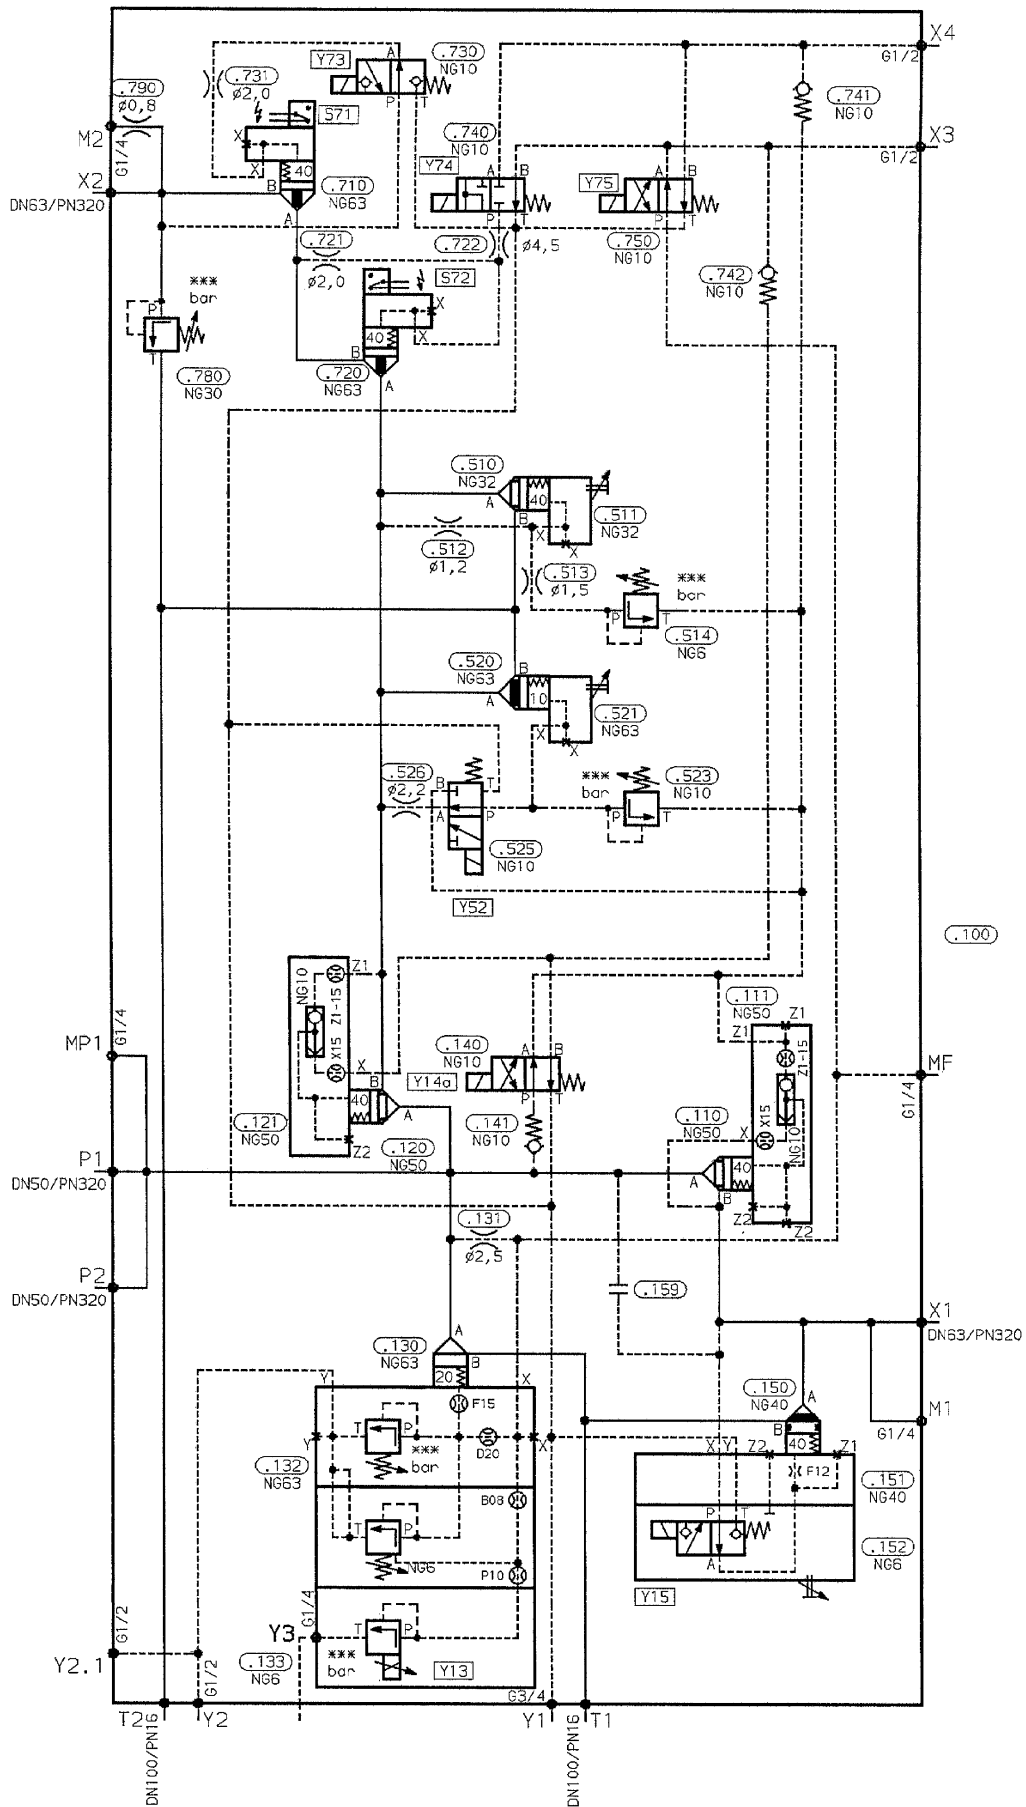 X4
G1/2
Y73
A
.730
NG10
P
T
.731
Ø2,0
.790
Ø0,8
S71
M2
G1/4
X
X
40
.741
NG10
.740
NG10
X3
G1/2
Y74
A
B
P
T
Y75
A
B
P
T
X2
DN63/PN320
B
.710
NG63
A
.721
Ø2,0
.722
Ø4,5
.750
NG10
.742
NG10
S72
X
X
40
***
bar
P
T
.780
NG30
B
.720
NG63
A
.510
NG32
A
40
B
X
X
.511
NG32
.512
Ø1,2
.513
Ø1,5
***
bar
P
T
.514
NG6
.520
NG63
B
A
10
X
X
.521
NG63
.526
Ø2,2
B
T
A
P
***
bar
.523
NG10
P
T
.525
NG10
Y52
.100
NG10
Z1
Z1-15
X15
X
.111
NG50
Z1
Z1
Z1-15
X15
NG10
G1/4
MP1
.140
NG10
A
B
P
T
Y14a
MF
G1/4
B
40
A
.121
NG50
Z2
.120
NG50
.141
NG10
.110
NG50
X
40
A
B
Z2
Z2
P1
DN50/PN320
.131
Ø2,5
P2
DN50/PN320
.159
X1
DN63/PN320
A
.130
NG63
B
20
Y
X
F15
.150
NG40
A
B
40
M1
G1/4
Y
T
P
***
bar
D20
X
.132
NG63
X
Y
Z2
Z1
F12
.151
NG40
B08
T
P
NG6
P10
P
T
A
.152
NG6
Y15
G1/4
Y3
T
P
***
bar
Y13
.133
NG6
G1/2
Y2.1
G1/2
G3/4
T2
Y2
Y1
T1
DN100/PN16
DN100/PN16